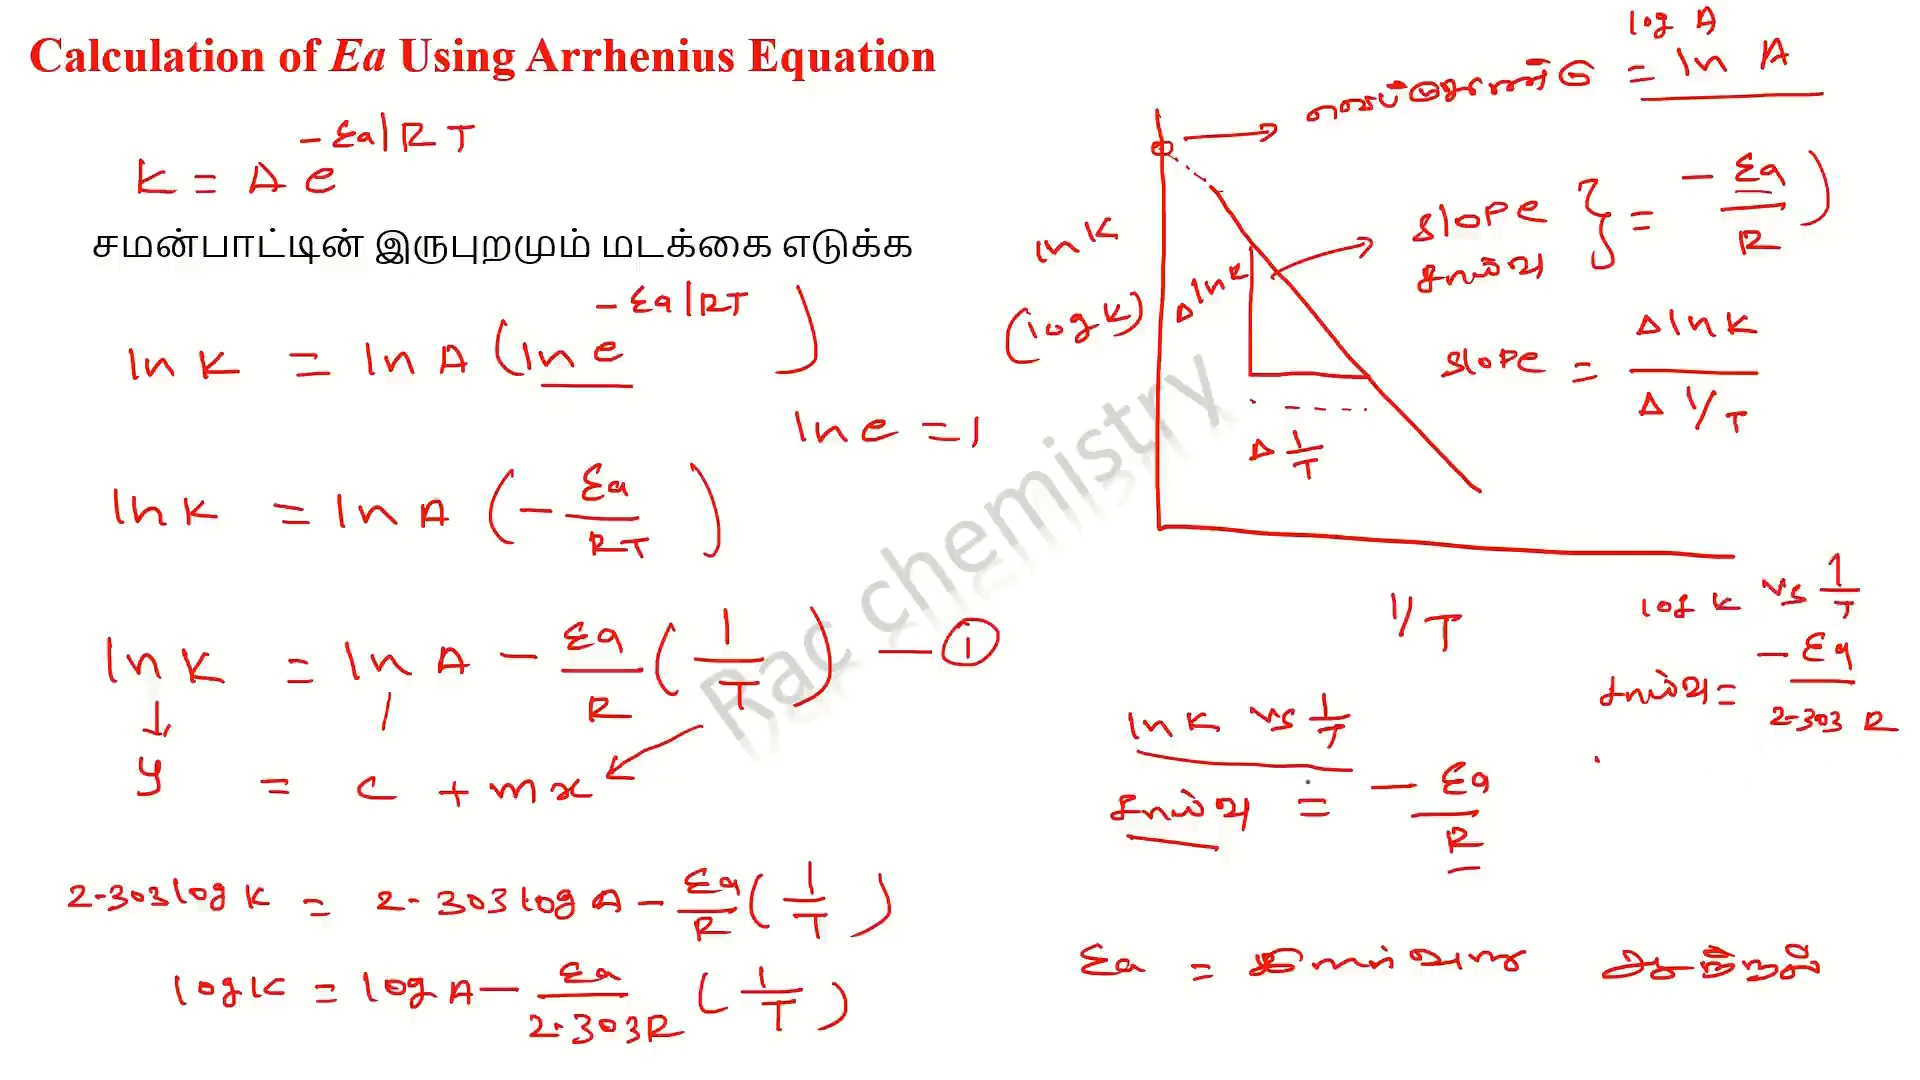 Calculation of Ea Using Arrhenius Equation
K = A e^{-Ea/RT}
சமன்பாட்டின் இருபுறமும் மடக்கை எடுக்க
ln K = ln A (ln e^{-Ea/RT})
ln e = 1
ln K = ln A (- Ea/RT)
ln K = ln A - Ea/R (1/T) — ①
y = c + mx
2.303 log K = 2.303 log A - Ea/R (1/T)
log K = log A - Ea/2.303R (1/T)
log A
வெட்டுத்துண்டு = ln A
ln K
(log K)
Δ ln K
Δ 1/T
1/T
slope
சாய்வு } = - Ea/R )
slope = Δ ln K / Δ 1/T
log K vs 1/T
சாய்வு = - Ea / 2.303 R
ln K vs 1/T
சாய்வு = - Ea/R
Ea = கிளர்வுறு ஆற்றல்
Rac chemistry